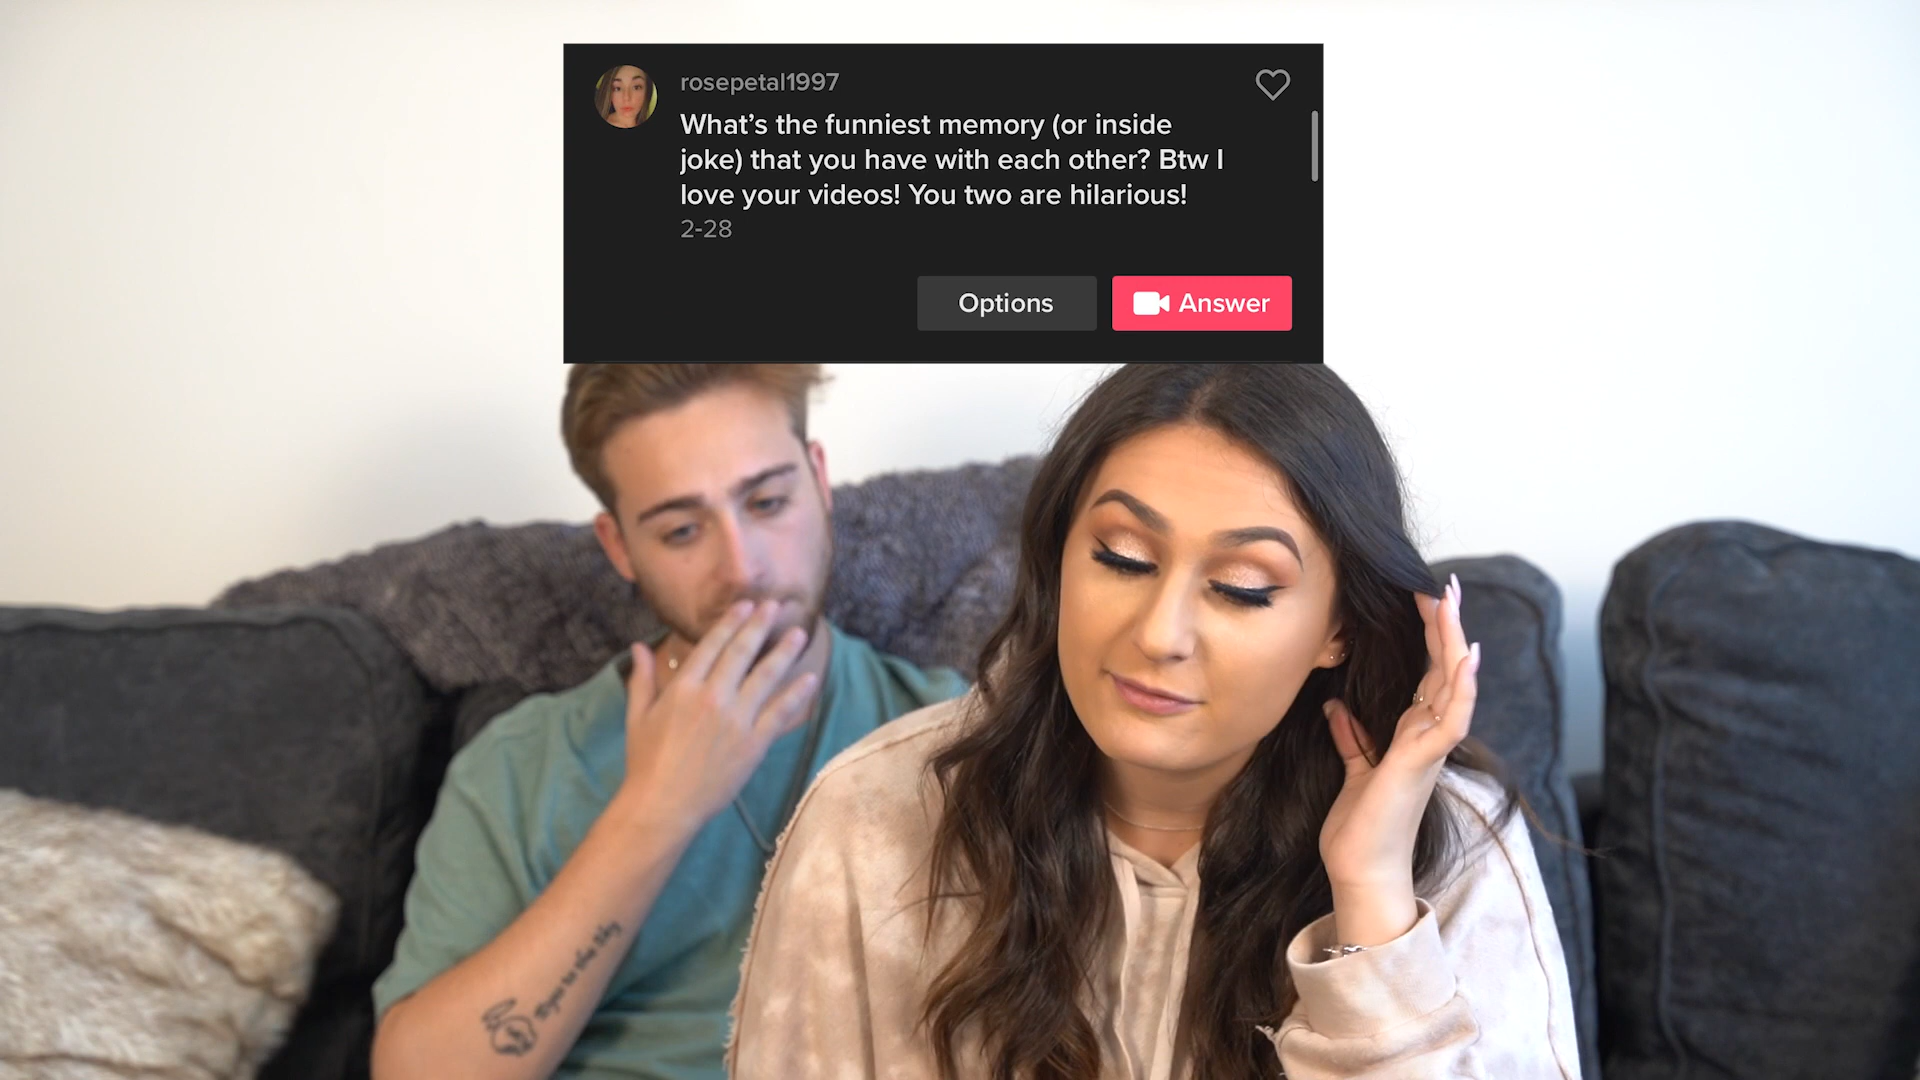 rosepetal1997
What's the funniest memory (or inside
joke) that you have with each other? Btw I
love your videos! You two are hilarious!
2-28
Options
Answer